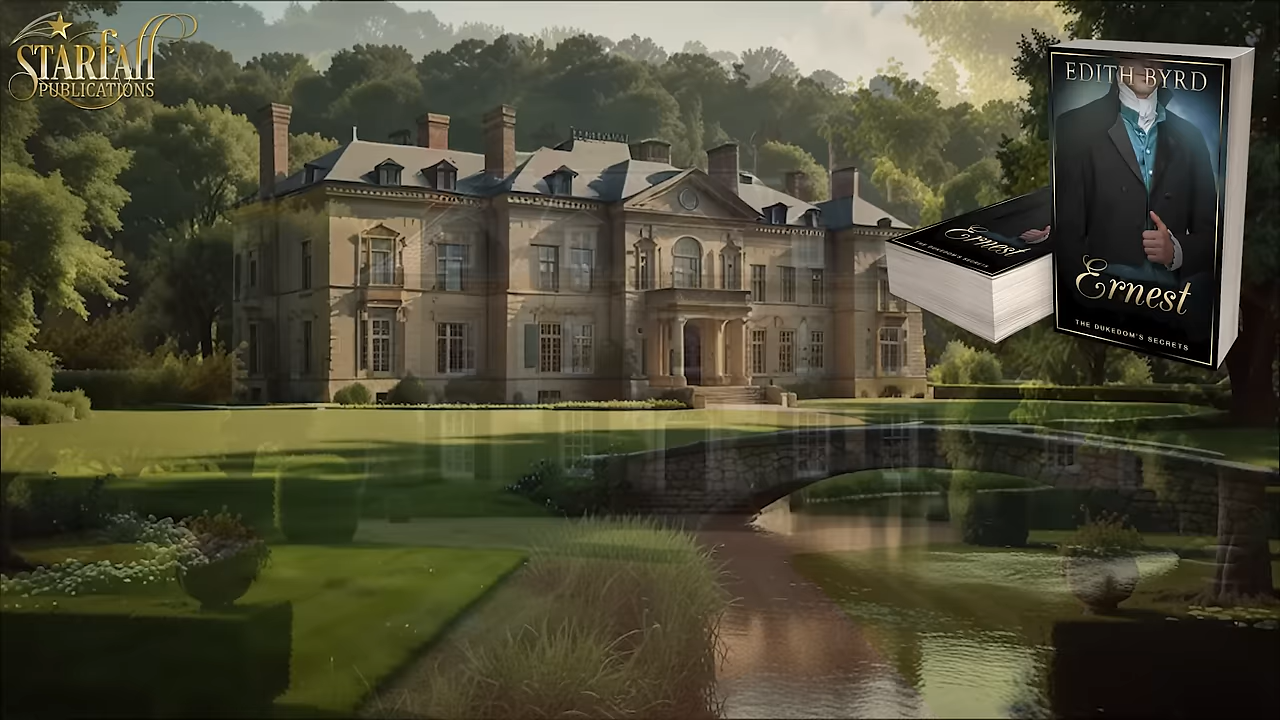 STARfall
PUBLICATIONS
EDITH BYRD
Ernest
THE DUKEDOM'S SECRETS
Ernest
THE DUKEDOM'S SECRETS